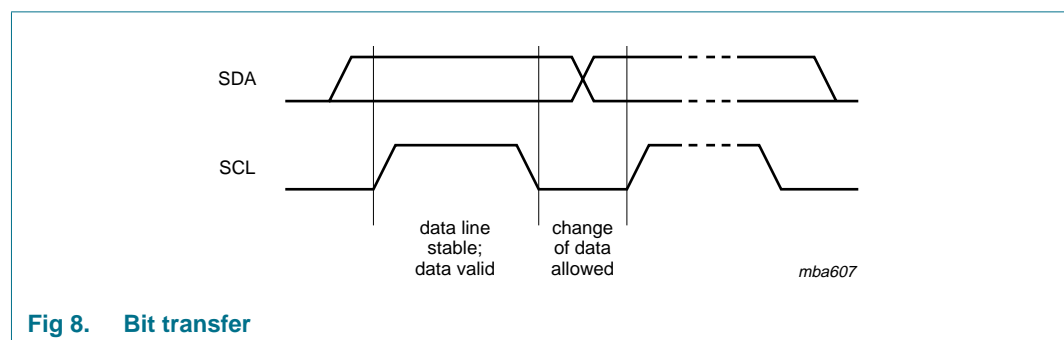 SDA
SCL
data line
stable;
data valid
change
of data
allowed
mba607
Fig 8. Bit transfer